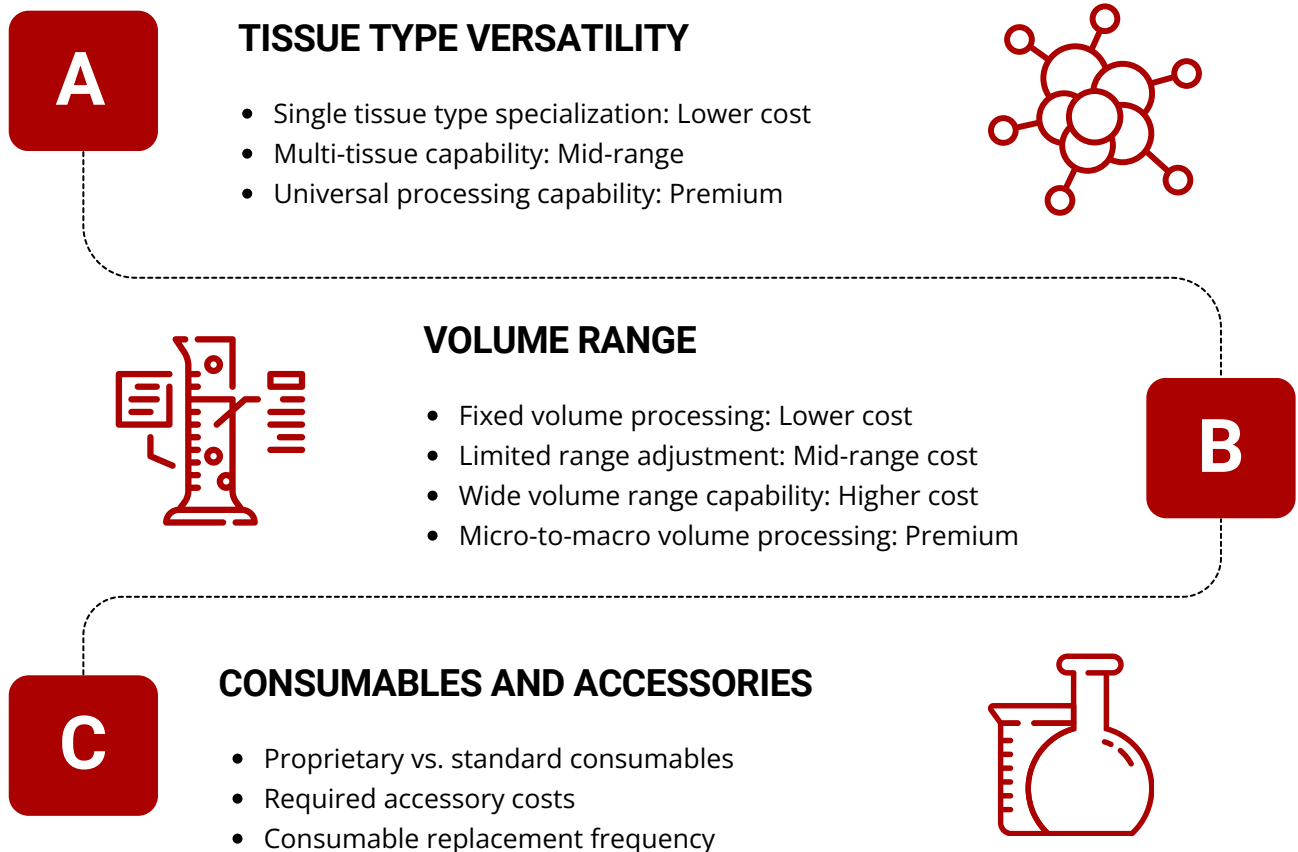 A
TISSUE TYPE VERSATILITY
• Single tissue type specialization: Lower cost
• Multi-tissue capability: Mid-range
• Universal processing capability: Premium
VOLUME RANGE
• Fixed volume processing: Lower cost
• Limited range adjustment: Mid-range cost
• Wide volume range capability: Higher cost
• Micro-to-macro volume processing: Premium
B
C
CONSUMABLES AND ACCESSORIES
• Proprietary vs. standard consumables
• Required accessory costs
• Consumable replacement frequency